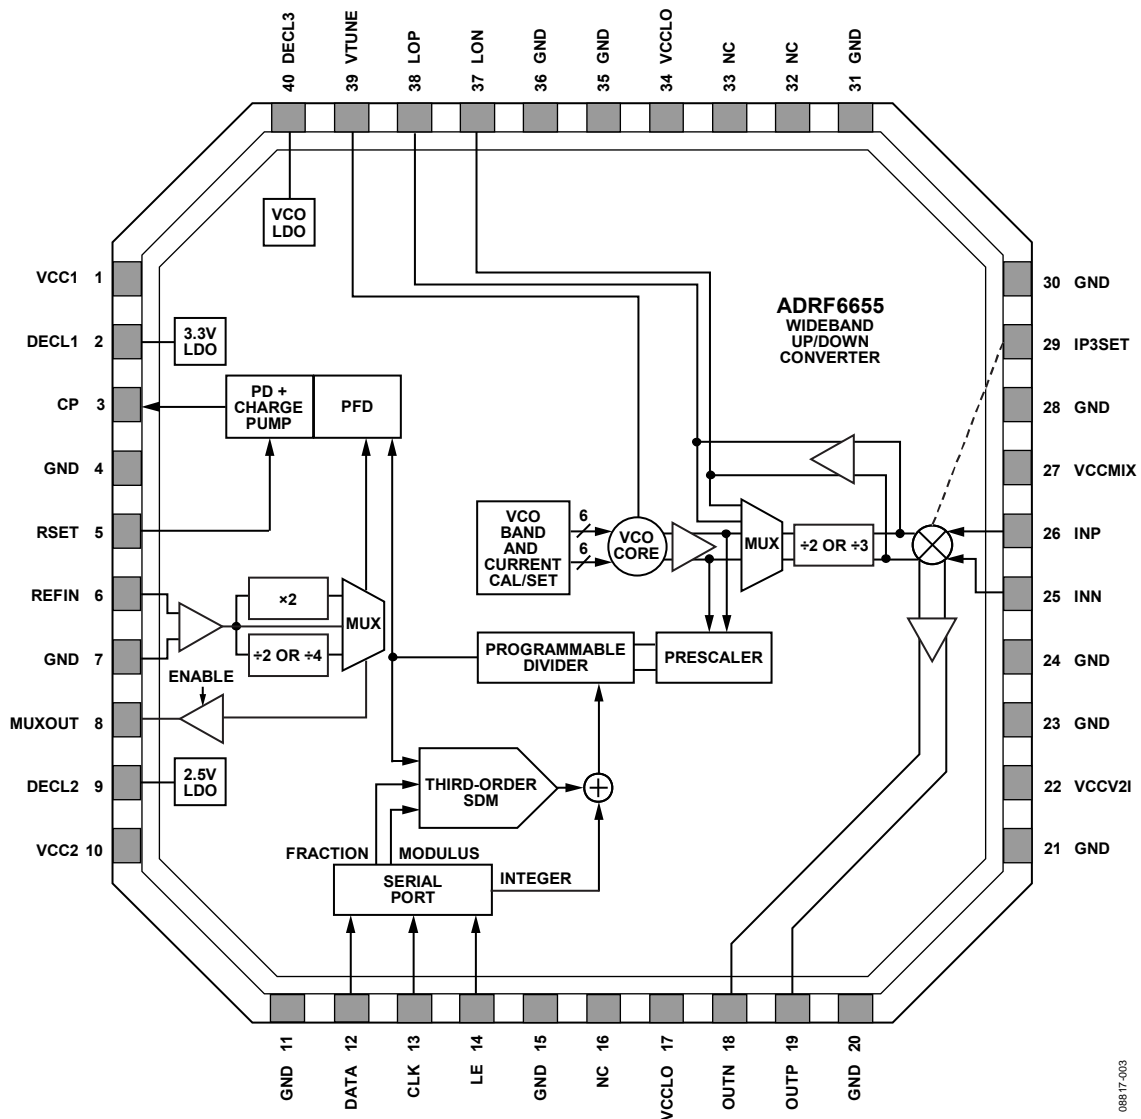 40 DECL3
39 VTUNE
38 LOP
37 LON
36 GND
35 GND
34 VCCLO
33 NC
32 NC
31 GND
VCO
LDO
VCC1 1
DECL1 2
3.3V
LDO
CP 3
PD +
CHARGE
PUMP
PFD
GND 4
RSET 5
REFIN 6
×2
MUX
÷2 OR ÷4
GND 7
ENABLE
MUXOUT 8
DECL2 9
2.5V
LDO
VCC2 10
ADRF6655
WIDEBAND
UP/DOWN
CONVERTER
30 GND
29 IP3SET
28 GND
27 VCCMIX
26 INP
25 INN
24 GND
23 GND
22 VCCV2I
21 GND
VCO
BAND
AND
CURRENT
CAL/SET
6
6
VCO
CORE
MUX
÷2 OR ÷3
PROGRAMMABLE
DIVIDER
PRESCALER
THIRD-ORDER
SDM
+
FRACTION
MODULUS
INTEGER
SERIAL
PORT
GND 11
DATA 12
CLK 13
LE 14
GND 15
NC 16
VCCLO 17
OUTN 18
OUTP 19
GND 20
08817-003